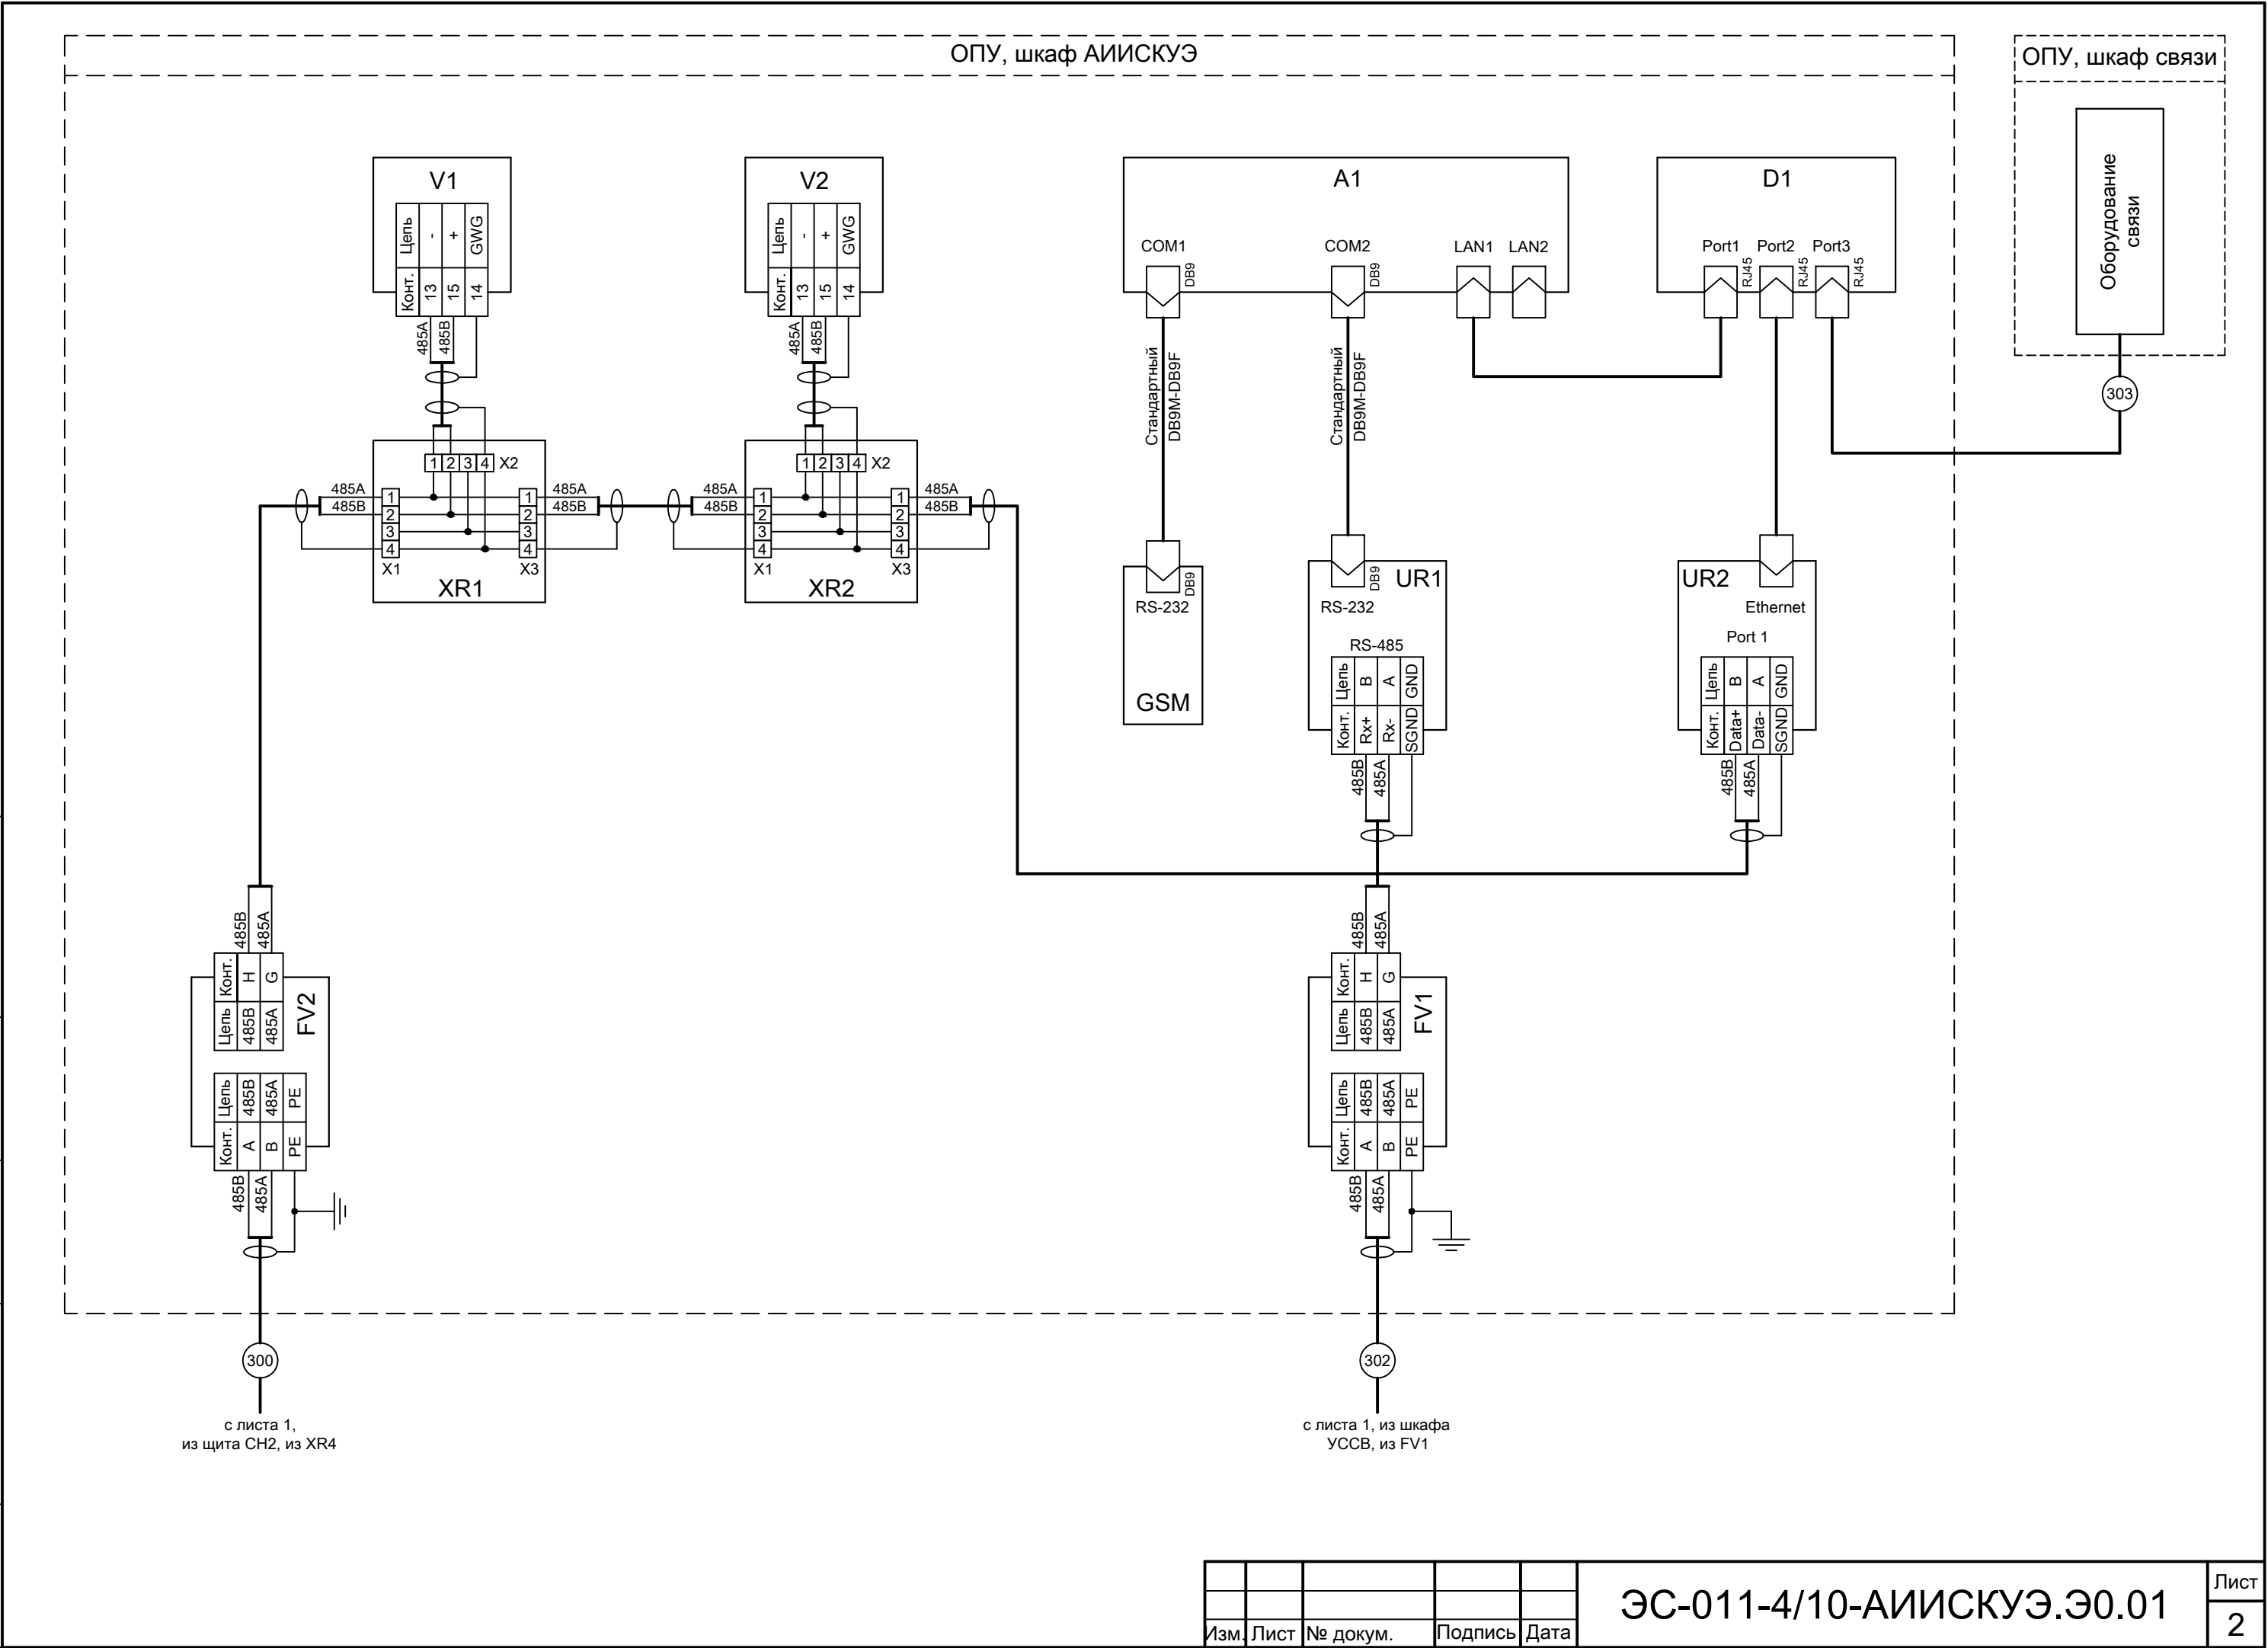 ОПУ, шкаф АИИСКУЭ
ОПУ, шкаф связи
Оборудование
связи
303
V1
Цепь - + GWG
Конт. 13 15 14
485A 485B
V2
Цепь - + GWG
Конт. 13 15 14
485A 485B
A1
COM1 COM2 LAN1 LAN2
DB9 DB9
Стандартный
DB9M-DB9F
Стандартный
DB9M-DB9F
D1
Port1 Port2 Port3
RJ45 RJ45 RJ45
1 2 3 4 X2
485A 1 1 485A
485B 2 2 485B
3 3
4 4
X1 X3
XR1
1 2 3 4 X2
485A 1 1 485A
485B 2 2 485B
3 3
4 4
X1 X3
XR2
DB9
RS-232
GSM
DB9
UR1
RS-232
RS-485
Цепь B A GND
Конт. Rx+ Rx- SGND
485B 485A
UR2
Ethernet
Port 1
Цепь B A GND
Конт. Data+ Data- SGND
485B 485A
485B 485A
Конт. H G
Цепь 485B 485A
FV2
Цепь 485B 485A PE
Конт. A B PE
485B 485A
300
с листа 1,
из щита СН2, из XR4
485B 485A
Конт. H G
Цепь 485B 485A
FV1
Цепь 485B 485A PE
Конт. A B PE
485B 485A
302
с листа 1, из шкафа
УССВ, из FV1
Изм. Лист № докум. Подпись Дата
ЭС-011-4/10-АИИСКУЭ.Э0.01
Лист
2